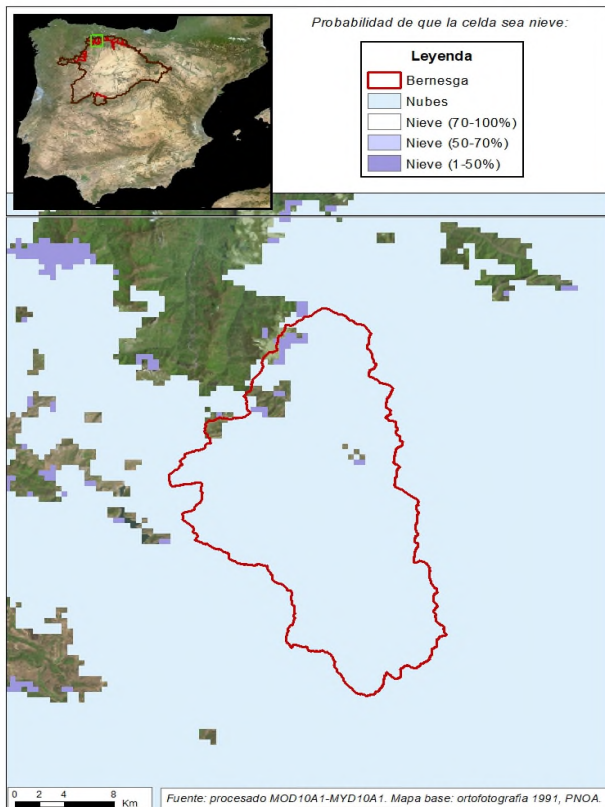 Probabilidad de que la celda sea nieve:
Leyenda
Bernesga
Nubes
Nieve (70-100%)
Nieve (50-70%)
Nieve (1-50%)
0 2 4 8
Km
Fuente: procesado MOD10A1-MYD10A1. Mapa base: ortofotografía 1991, PNOA